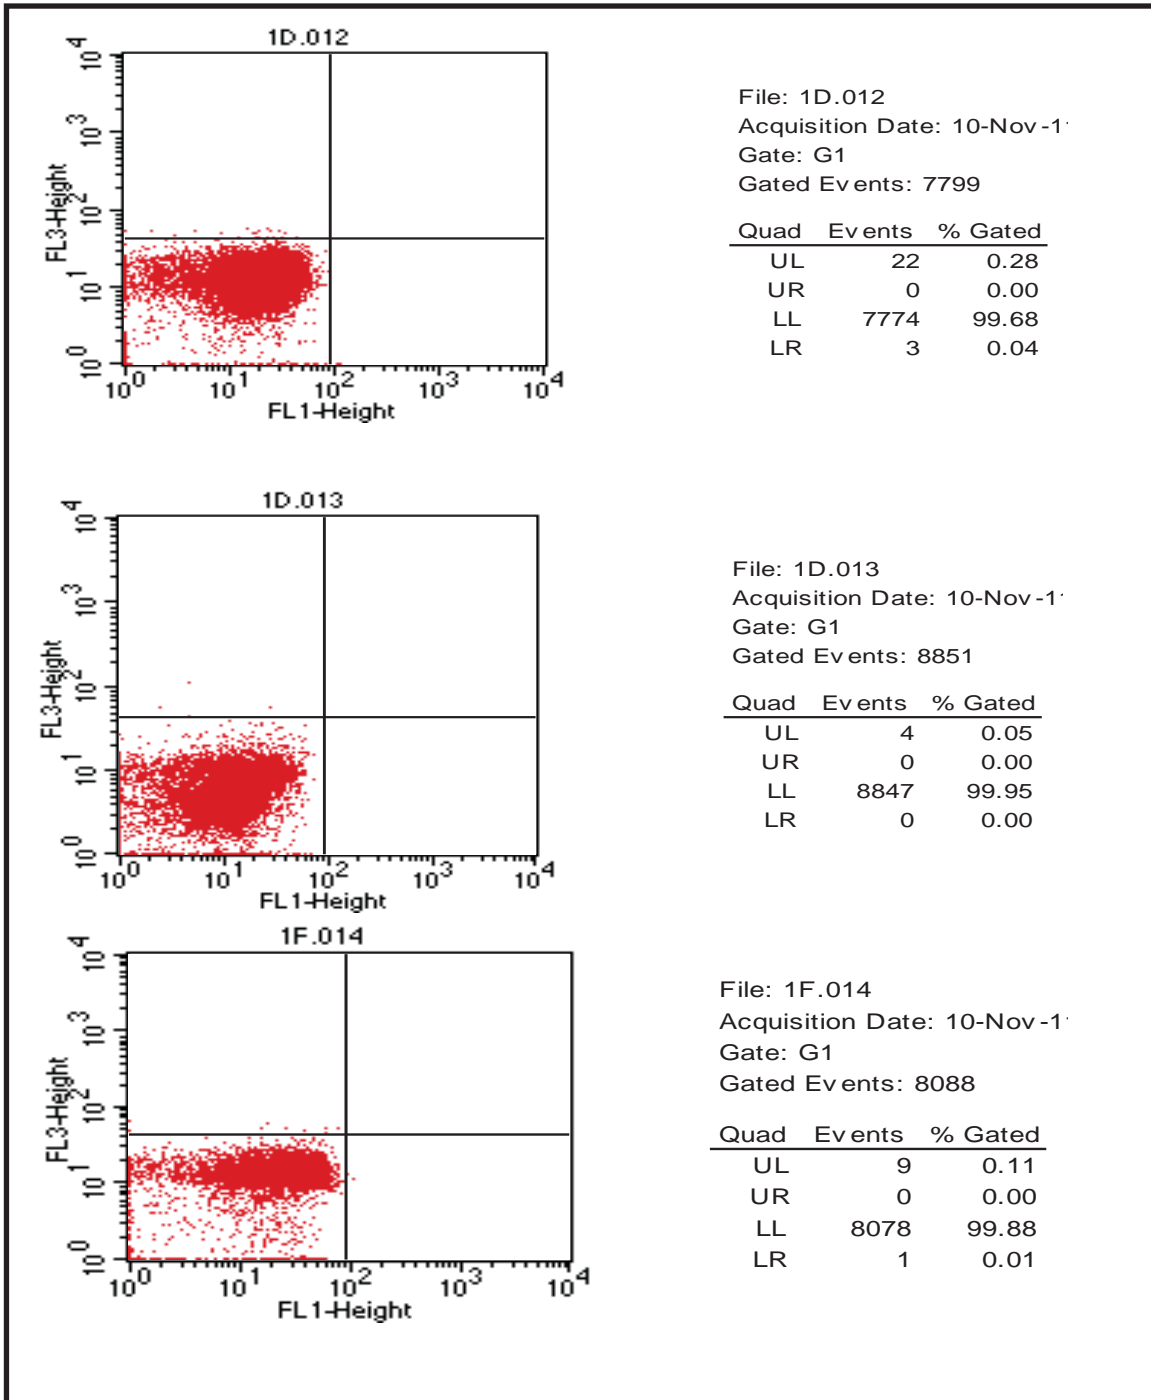 1D.012
10^4
10^3
10^2
10^1
10^0
FL3-Height
10^0 10^1 10^2 10^3 10^4
FL1-Height
File: 1D.012
Acquisition Date: 10-Nov-1
Gate: G1
Gated Events: 7799
Quad Events % Gated
UL 22 0.28
UR 0 0.00
LL 7774 99.68
LR 3 0.04
1D.013
10^4
10^3
10^2
10^1
10^0
FL3-Height
10^0 10^1 10^2 10^3 10^4
FL1-Height
File: 1D.013
Acquisition Date: 10-Nov-1
Gate: G1
Gated Events: 8851
Quad Events % Gated
UL 4 0.05
UR 0 0.00
LL 8847 99.95
LR 0 0.00
1F.014
10^4
10^3
10^2
10^1
10^0
FL3-Height
10^0 10^1 10^2 10^3 10^4
FL1-Height
File: 1F.014
Acquisition Date: 10-Nov-1
Gate: G1
Gated Events: 8088
Quad Events % Gated
UL 9 0.11
UR 0 0.00
LL 8078 99.88
LR 1 0.01